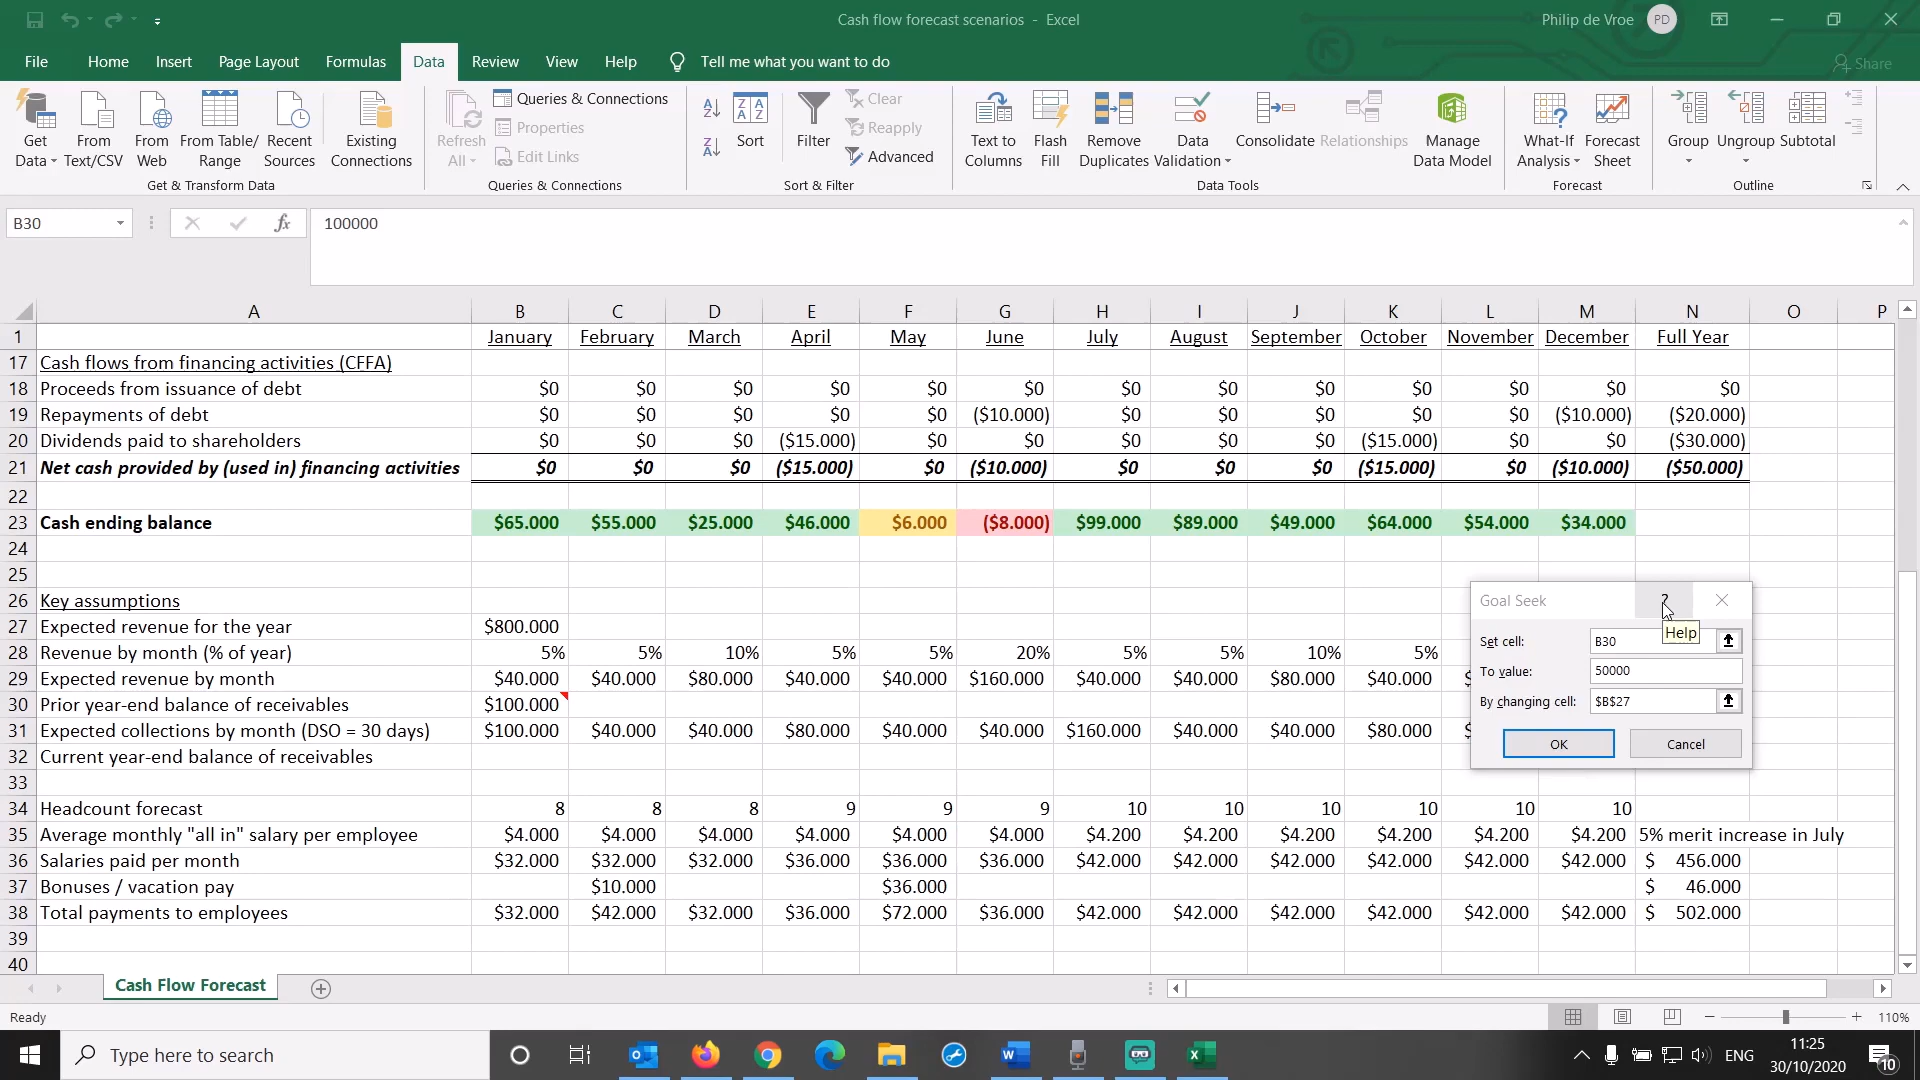 Cash flow forecast scenarios - Excel
Philip de Vroe PD
File Home Insert Page Layout Formulas Data Review View Help Tell me what you want to do Share
Get Data From Text/CSV From Web From Table/ Range Recent Sources Existing Connections
Get & Transform Data
Refresh All Queries & Connections Properties Edit Links
Queries & Connections
Sort Filter Clear Reapply Advanced
Sort & Filter
Text to Columns Flash Fill Remove Duplicates Data Validation Consolidate Relationships Manage Data Model
Data Tools
What-If Analysis Forecast Sheet
Forecast
Group Ungroup Subtotal
Outline
B30 fx 100000
A B C D E F G H I J K L M N O P
1 January February March April May June July August September October November December Full Year
17 Cash flows from financing activities (CFFA)
18 Proceeds from issuance of debt $0 $0 $0 $0 $0 $0 $0 $0 $0 $0 $0 $0 $0
19 Repayments of debt $0 $0 $0 $0 $0 ($10.000) $0 $0 $0 $0 $0 ($10.000) ($20.000)
20 Dividends paid to shareholders $0 $0 $0 ($15.000) $0 $0 $0 $0 $0 ($15.000) $0 $0 ($30.000)
21 Net cash provided by (used in) financing activities $0 $0 $0 ($15.000) $0 ($10.000) $0 $0 $0 ($15.000) $0 ($10.000) ($50.000)
22
23 Cash ending balance $65.000 $55.000 $25.000 $46.000 $6.000 ($8.000) $99.000 $89.000 $49.000 $64.000 $54.000 $34.000
24
25
26 Key assumptions
27 Expected revenue for the year $800.000
28 Revenue by month (% of year) 5% 5% 10% 5% 5% 20% 5% 5% 10% 5%
29 Expected revenue by month $40.000 $40.000 $80.000 $40.000 $40.000 $160.000 $40.000 $40.000 $80.000 $40.000
30 Prior year-end balance of receivables $100.000
31 Expected collections by month (DSO = 30 days) $100.000 $40.000 $40.000 $80.000 $40.000 $40.000 $160.000 $40.000 $40.000 $80.000
32 Current year-end balance of receivables
33
34 Headcount forecast 8 8 8 9 9 9 10 10 10 10 10 10
35 Average monthly "all in" salary per employee $4.000 $4.000 $4.000 $4.000 $4.000 $4.000 $4.200 $4.200 $4.200 $4.200 $4.200 $4.200 5% merit increase in July
36 Salaries paid per month $32.000 $32.000 $32.000 $36.000 $36.000 $36.000 $42.000 $42.000 $42.000 $42.000 $42.000 $42.000 $ 456.000
37 Bonuses / vacation pay $10.000 $36.000 $ 46.000
38 Total payments to employees $32.000 $42.000 $32.000 $36.000 $72.000 $36.000 $42.000 $42.000 $42.000 $42.000 $42.000 $42.000 $ 502.000
39
40
Goal Seek ?
Help
Set cell: B30
To value: 50000
By changing cell: $B$27
OK Cancel
Cash Flow Forecast
Ready 110%
Type here to search
ENG 11:25
30/10/2020
10